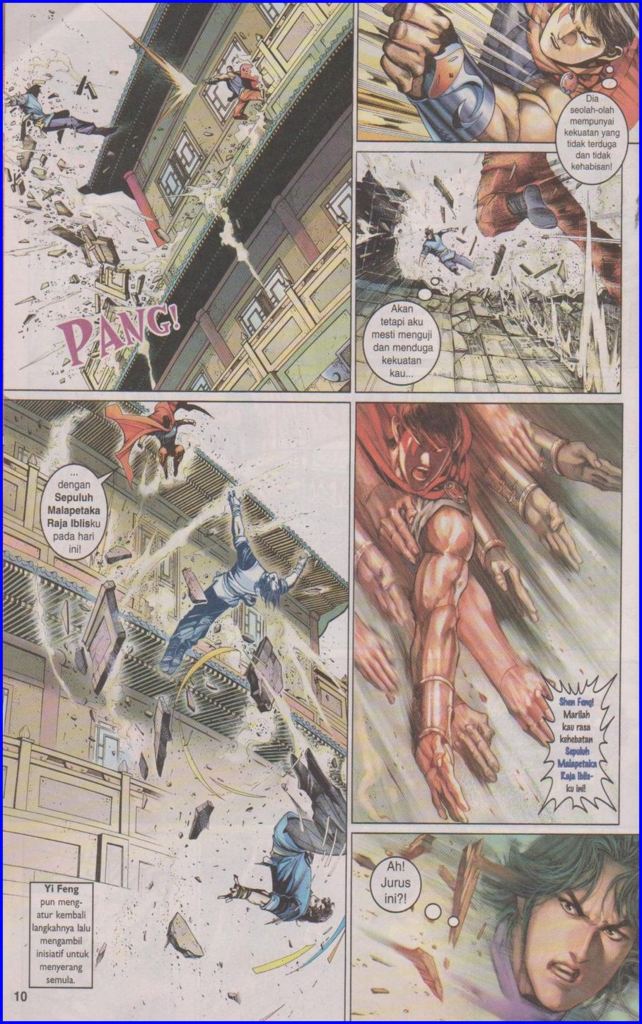 PANG!
Dia
seolah-olah
mempunyai
kekuatan yang
tidak terduga
dan tidak
kehabisan!
Akan
tetapi aku
mesti menguji
dan menduga
kekuatan
kau...
...
dengan
Sepuluh
Malapetaka
Raja Iblisku
pada hari
ini!
Shen Feng!
Marilah
kau rasa
kehebatan
Sepuluh
Malapetaka
Raja Iblis-
ku ini!
Yi Feng
pun meng-
atur kembali
langkahnya lalu
mengambil
inisiatif untuk
menyerang
semula.
Ah!
Jurus
ini?!
10